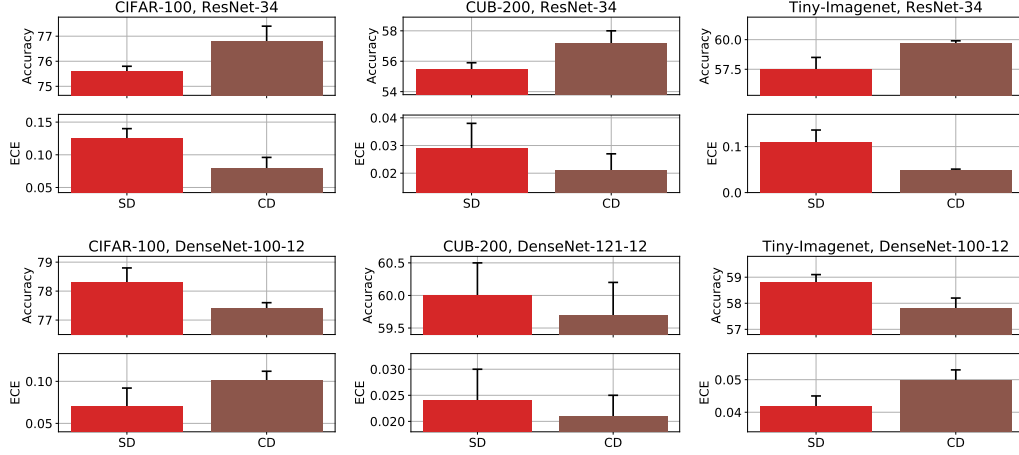 CIFAR-100, ResNet-34
77
76
75
Accuracy
0.15
0.10
0.05
ECE
SD CD
CUB-200, ResNet-34
58
56
54
Accuracy
0.04
0.03
0.02
ECE
SD CD
Tiny-Imagenet, ResNet-34
60.0
57.5
Accuracy
0.1
0.0
ECE
SD CD
CIFAR-100, DenseNet-100-12
79
78
77
Accuracy
0.10
0.05
ECE
SD CD
CUB-200, DenseNet-121-12
60.5
60.0
59.5
Accuracy
0.030
0.025
0.020
ECE
SD CD
Tiny-Imagenet, DenseNet-100-12
59
58
57
Accuracy
0.05
0.04
ECE
SD CD